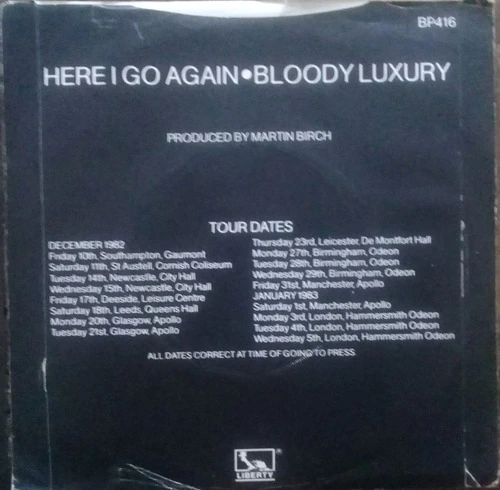 BP416
HERE I GO AGAIN•BLOODY LUXURY
PRODUCED BY MARTIN BIRCH
TOUR DATES
DECEMBER 1982
Friday 10th, Southampton, Gaumont
Saturday 11th, St Austell, Cornish Coliseum
Tuesday 14th, Newcastle, City Hall
Wednesday 15th, Newcastle, City Hall
Friday 17th, Deeside, Leisure Centre
Saturday 18th, Leeds, Queens Hall
Monday 20th, Glasgow, Apollo
Tuesday 21st, Glasgow, Apollo
Thursday 23rd, Leicester, De Montfort Hall
Monday 27th, Birmingham, Odeon
Tuesday 28th, Birmingham, Odeon
Wednesday 29th, Birmingham, Odeon
Friday 31st, Manchester, Apollo
JANUARY 1983
Saturday 1st, Manchester, Apollo
Monday 3rd, London, Hammersmith Odeon
Tuesday 4th, London, Hammersmith Odeon
Wednesday 5th, London, Hammersmith Odeon
ALL DATES CORRECT AT TIME OF GOING TO PRESS
LIBERTY